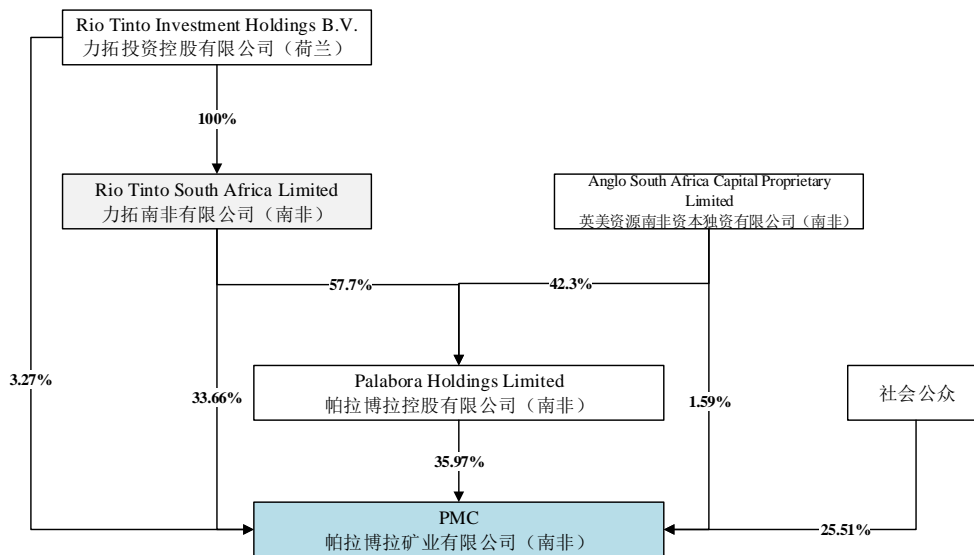 Rio Tinto Investment Holdings B.V.
力拓投资控股有限公司（荷兰）
100%
Rio Tinto South Africa Limited
力拓南非有限公司（南非）
Anglo South Africa Capital Proprietary
Limited
英美资源南非资本独资有限公司（南非）
57.7%
42.3%
3.27%
33.66%
Palabora Holdings Limited
帕拉博拉控股有限公司（南非）
1.59%
社会公众
35.97%
PMC
帕拉博拉矿业有限公司（南非）
25.51%